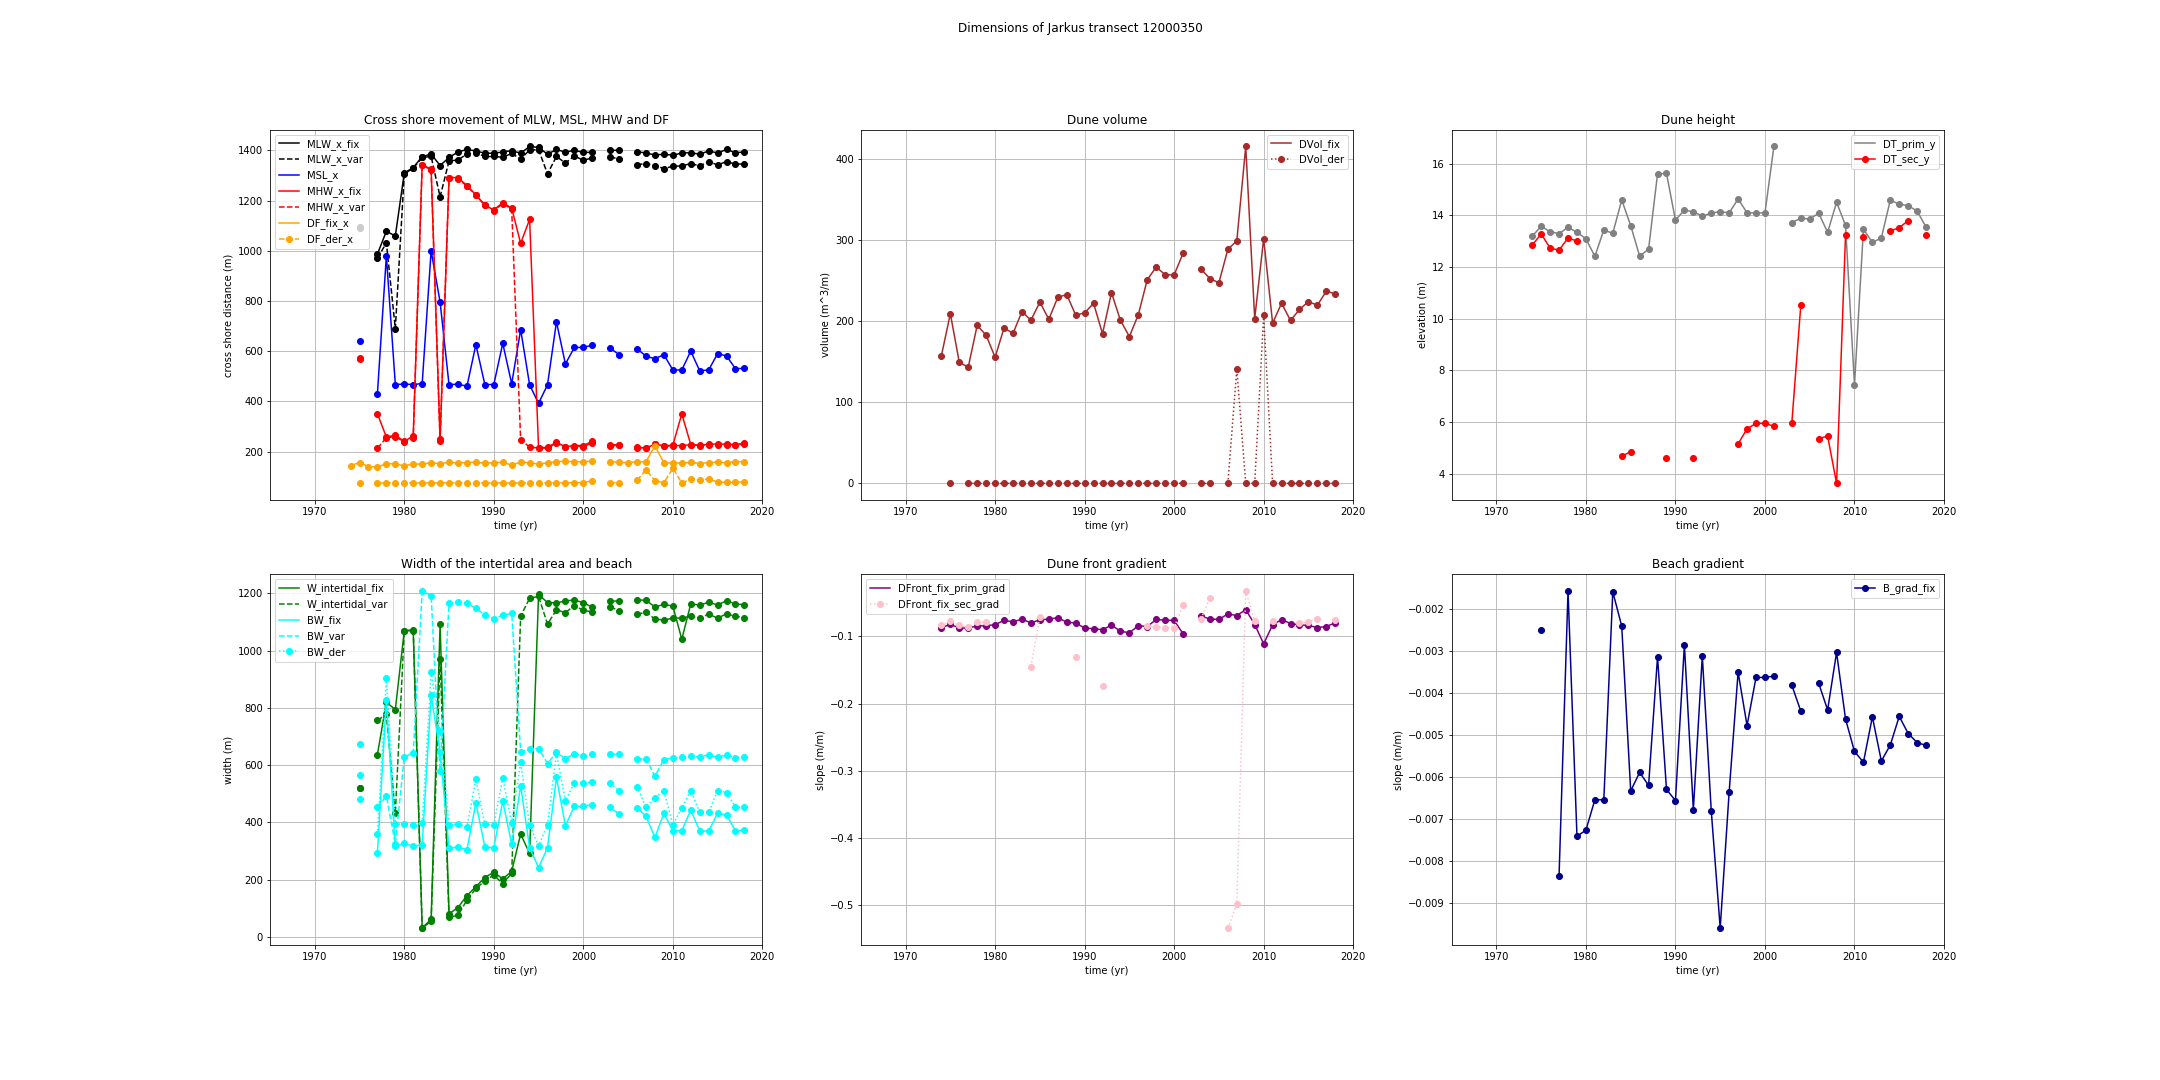 Dimensions of Jarkus transect 12000350
Cross shore movement of MLW, MSL, MHW and DF
MLW_x_fix
MLW_x_var
MSL_x
MHW_x_fix
MHW_x_var
DF_fix_x
DF_der_x
1400
1200
1000
800
600
400
200
cross shore distance (m)
1970 1980 1990 2000 2010 2020
time (yr)
Dune volume
DVol_fix
DVol_der
400
300
200
100
0
volume (m^3/m)
1970 1980 1990 2000 2010 2020
time (yr)
Dune height
DT_prim_y
DT_sec_y
16
14
12
10
8
6
4
elevation (m)
1970 1980 1990 2000 2010 2020
time (yr)
Width of the intertidal area and beach
W_intertidal_fix
W_intertidal_var
BW_fix
BW_var
BW_der
1200
1000
800
600
400
200
0
width (m)
1970 1980 1990 2000 2010 2020
time (yr)
Dune front gradient
DFront_fix_prim_grad
DFront_fix_sec_grad
−0.1
−0.2
−0.3
−0.4
−0.5
slope (m/m)
1970 1980 1990 2000 2010 2020
time (yr)
Beach gradient
B_grad_fix
−0.002
−0.003
−0.004
−0.005
−0.006
−0.007
−0.008
−0.009
slope (m/m)
1970 1980 1990 2000 2010 2020
time (yr)